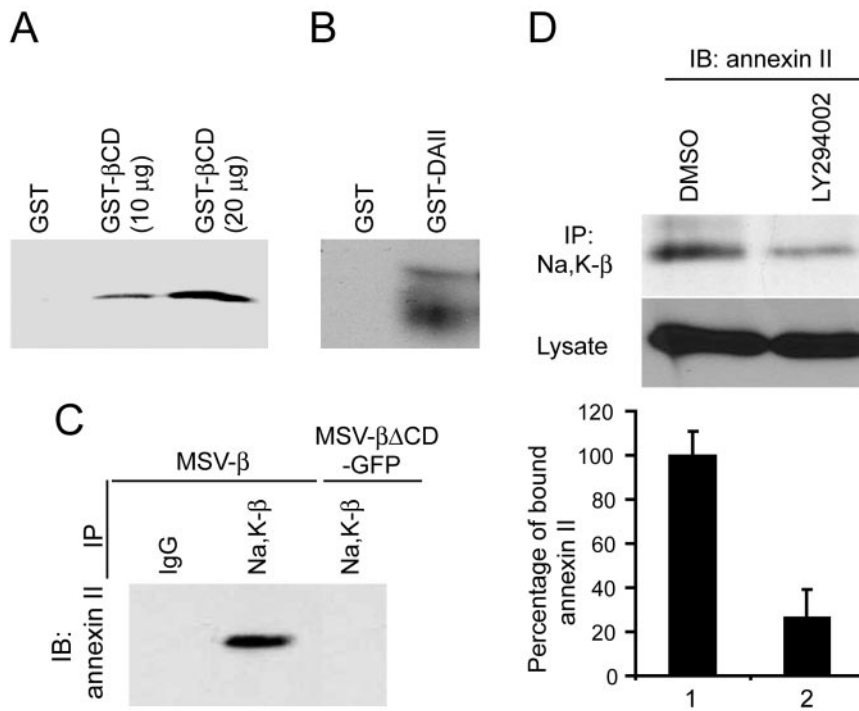 A
GST
GST-βCD
(10 μg)
GST-βCD
(20 μg)
B
GST
GST-DAII
C
MSV-β
MSV-βΔCD
-GFP
IP
IgG
Na,K-β
Na,K-β
IB:
annexin II
D
IB: annexin II
DMSO
LY294002
IP:
Na,K-β
Lysate
Percentage of bound
annexin II
120
100
80
60
40
20
0
1
2